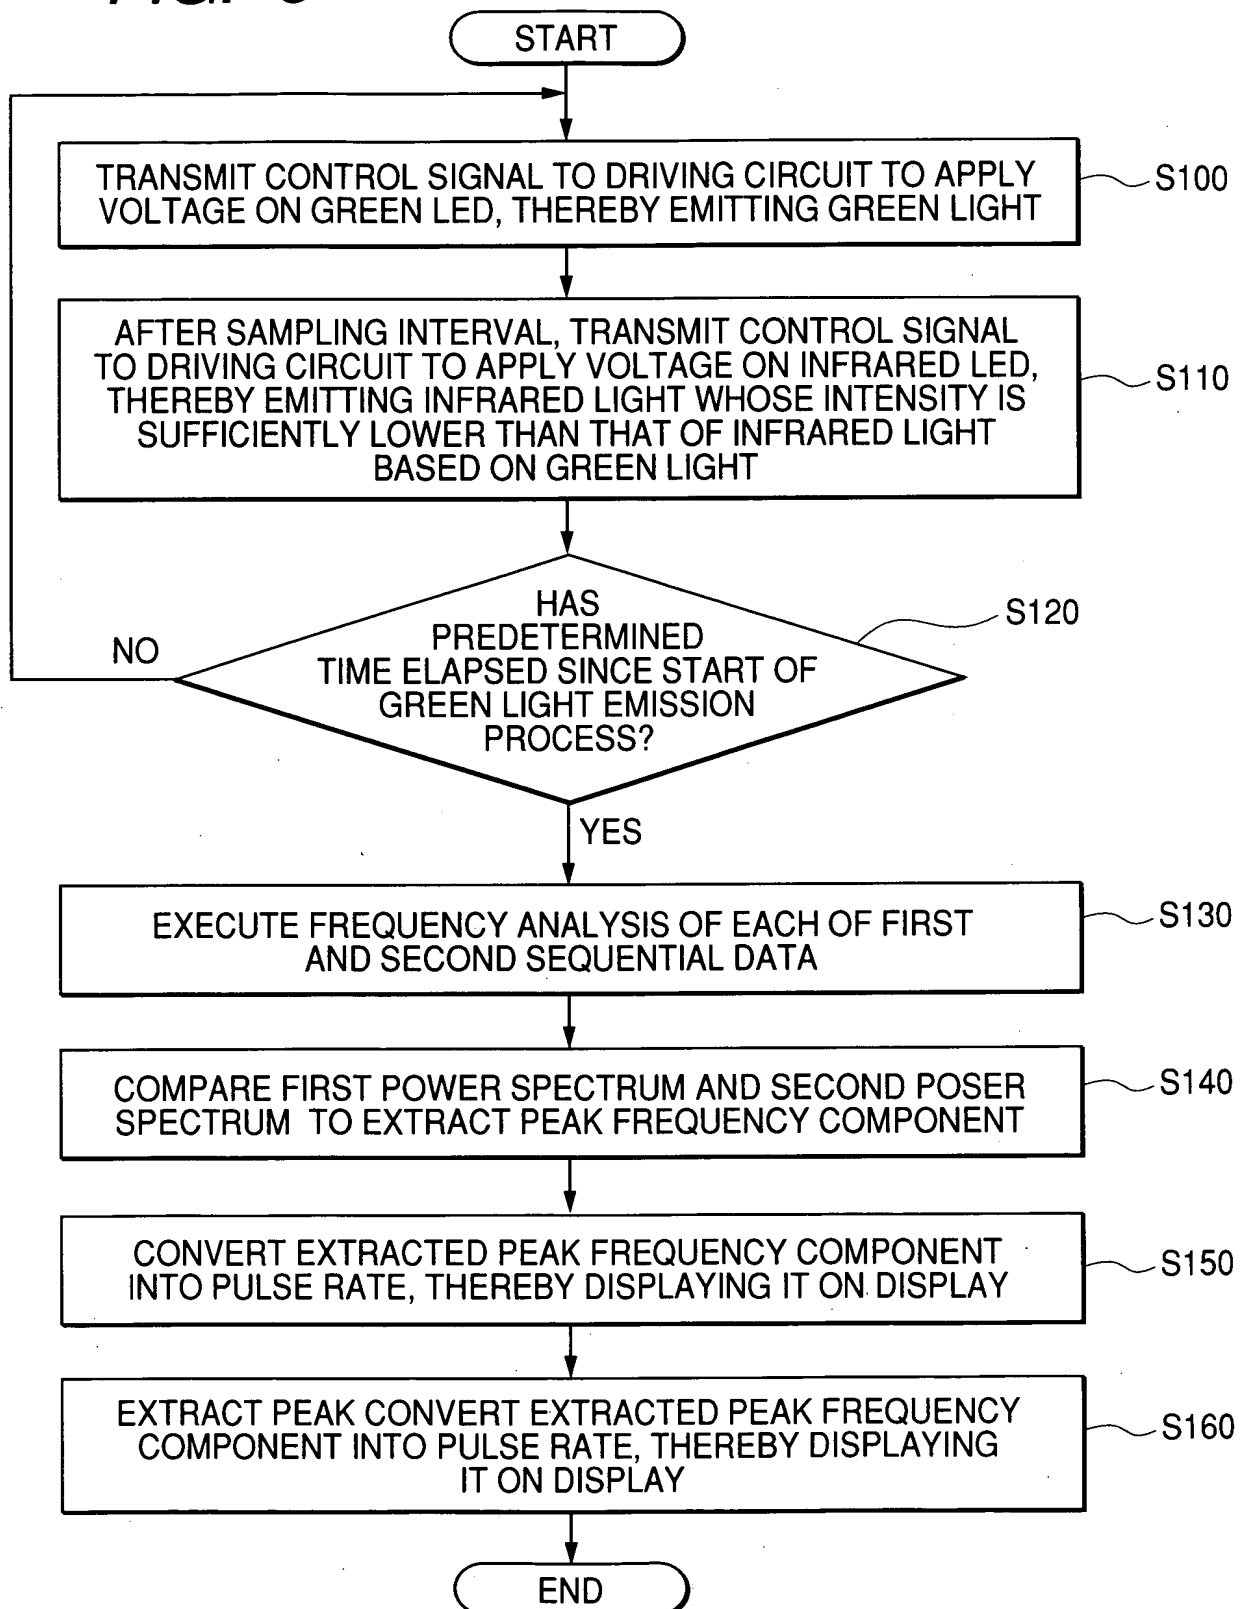 START
TRANSMIT CONTROL SIGNAL TO DRIVING CIRCUIT TO APPLY
VOLTAGE ON GREEN LED, THEREBY EMITTING GREEN LIGHT
S100
AFTER SAMPLING INTERVAL, TRANSMIT CONTROL SIGNAL
TO DRIVING CIRCUIT TO APPLY VOLTAGE ON INFRARED LED,
THEREBY EMITTING INFRARED LIGHT WHOSE INTENSITY IS
SUFFICIENTLY LOWER THAN THAT OF INFRARED LIGHT
BASED ON GREEN LIGHT
S110
HAS
PREDETERMINED
TIME ELAPSED SINCE START OF
GREEN LIGHT EMISSION
PROCESS?
S120
NO
YES
EXECUTE FREQUENCY ANALYSIS OF EACH OF FIRST
AND SECOND SEQUENTIAL DATA
S130
COMPARE FIRST POWER SPECTRUM AND SECOND POSER
SPECTRUM TO EXTRACT PEAK FREQUENCY COMPONENT
S140
CONVERT EXTRACTED PEAK FREQUENCY COMPONENT
INTO PULSE RATE, THEREBY DISPLAYING IT ON DISPLAY
S150
EXTRACT PEAK CONVERT EXTRACTED PEAK FREQUENCY
COMPONENT INTO PULSE RATE, THEREBY DISPLAYING
IT ON DISPLAY
S160
END